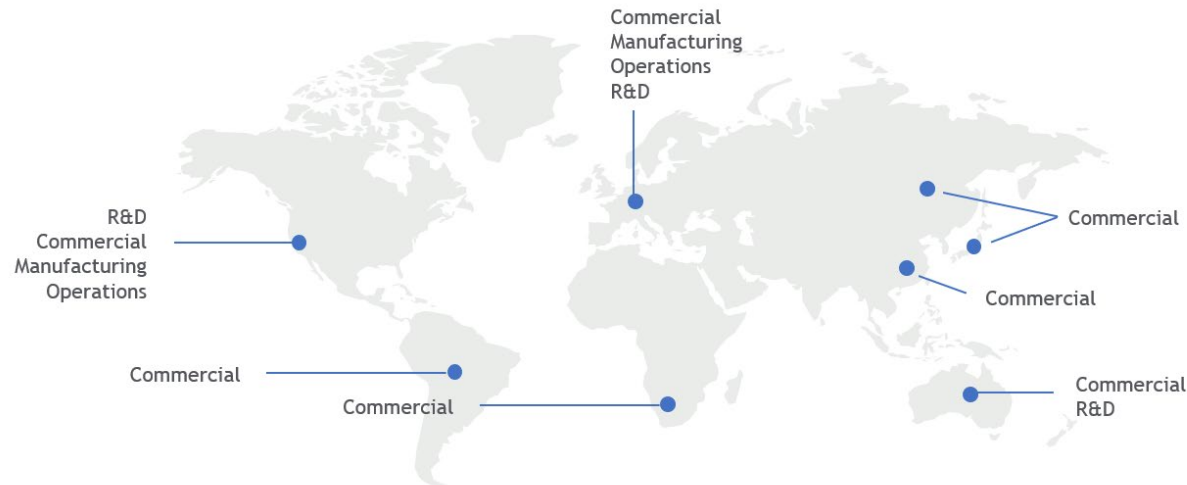 Commercial
Manufacturing
Operations
R&D
R&D
Commercial
Manufacturing
Operations
Commercial
Commercial
Commercial
Commercial
Commercial
R&D